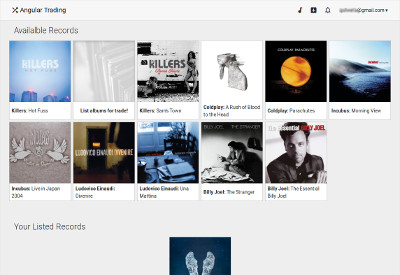 Angular Trading
@gmail.com
Availalble Records
KILLERS
KILLERS
COLDPLAY PARACHUTES
Killers: Hot Fuss
List albums for trade!
Killers: Sam's Town
Coldplay: A Rush of Blood
to the Head
Coldplay: Parachutes
Incubus: Morning View
LUDOVICO EINAUDI DIVENIRE
BILLY JOEL THE STRANGER
The Essential BILLY JOEL
Incubus: Live in Japan
2004
Ludovico Einaudi:
Divenire
Ludovico Einaudi: Una
Mattina
Billy Joel: The Stranger
Billy Joel: The Essential
Billy Joel
Your Listed Records